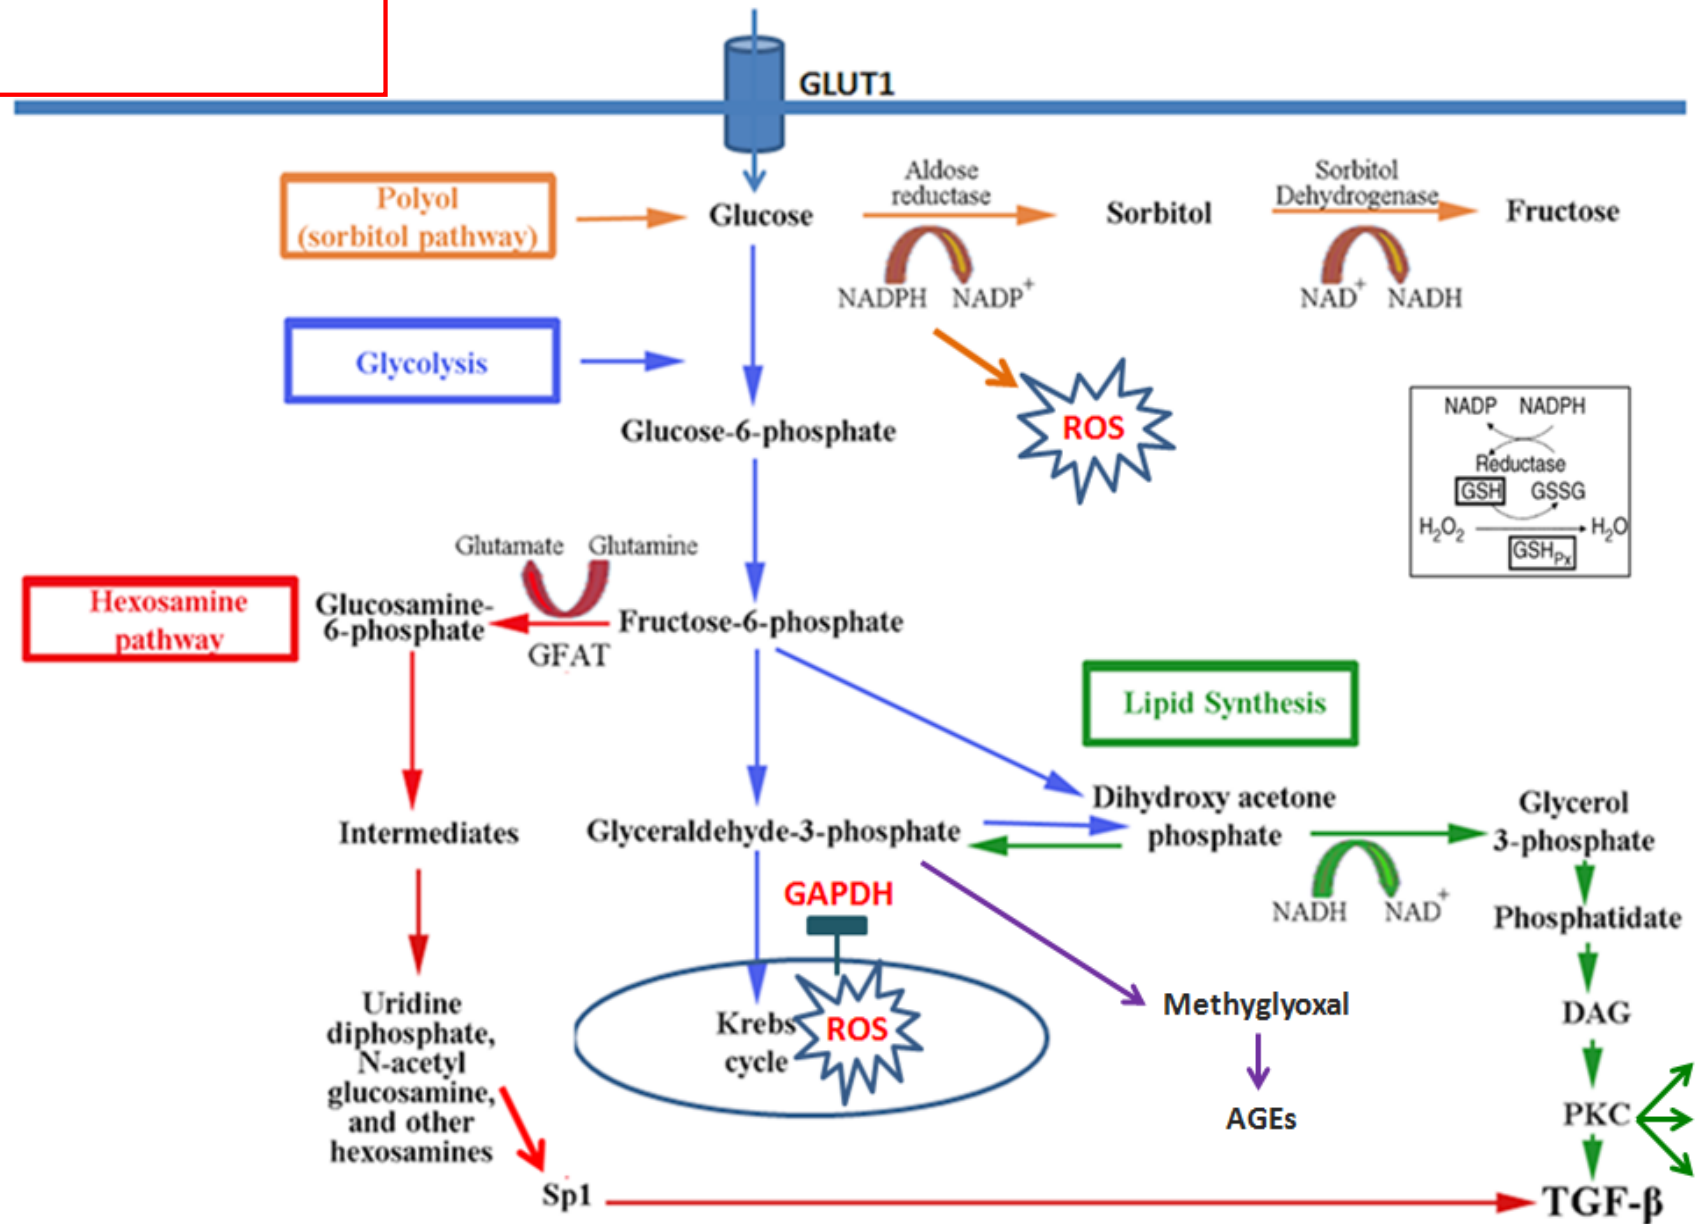 GLUT1
Polyol
(sorbitol pathway)
Glucose
Aldose
reductase
NADPH NADP+
Sorbitol
Sorbitol
Dehydrogenase
NAD+ NADH
Fructose
Glycolysis
ROS
Glucose-6-phosphate
NADP NADPH
Reductase
GSH GSSG
H2O2 H2O
GSHPx
Glutamate Glutamine
Hexosamine
pathway
Glucosamine-
6-phosphate
GFAT
Fructose-6-phosphate
Lipid Synthesis
Intermediates
Glyceraldehyde-3-phosphate
Dihydroxy acetone
phosphate
NADH NAD+
Glycerol
3-phosphate
GAPDH
Phosphatidate
Krebs
cycle
ROS
Methyglyoxal
AGEs
DAG
PKC
Uridine
diphosphate,
N-acetyl
glucosamine,
and other
hexosamines
Sp1
TGF-β